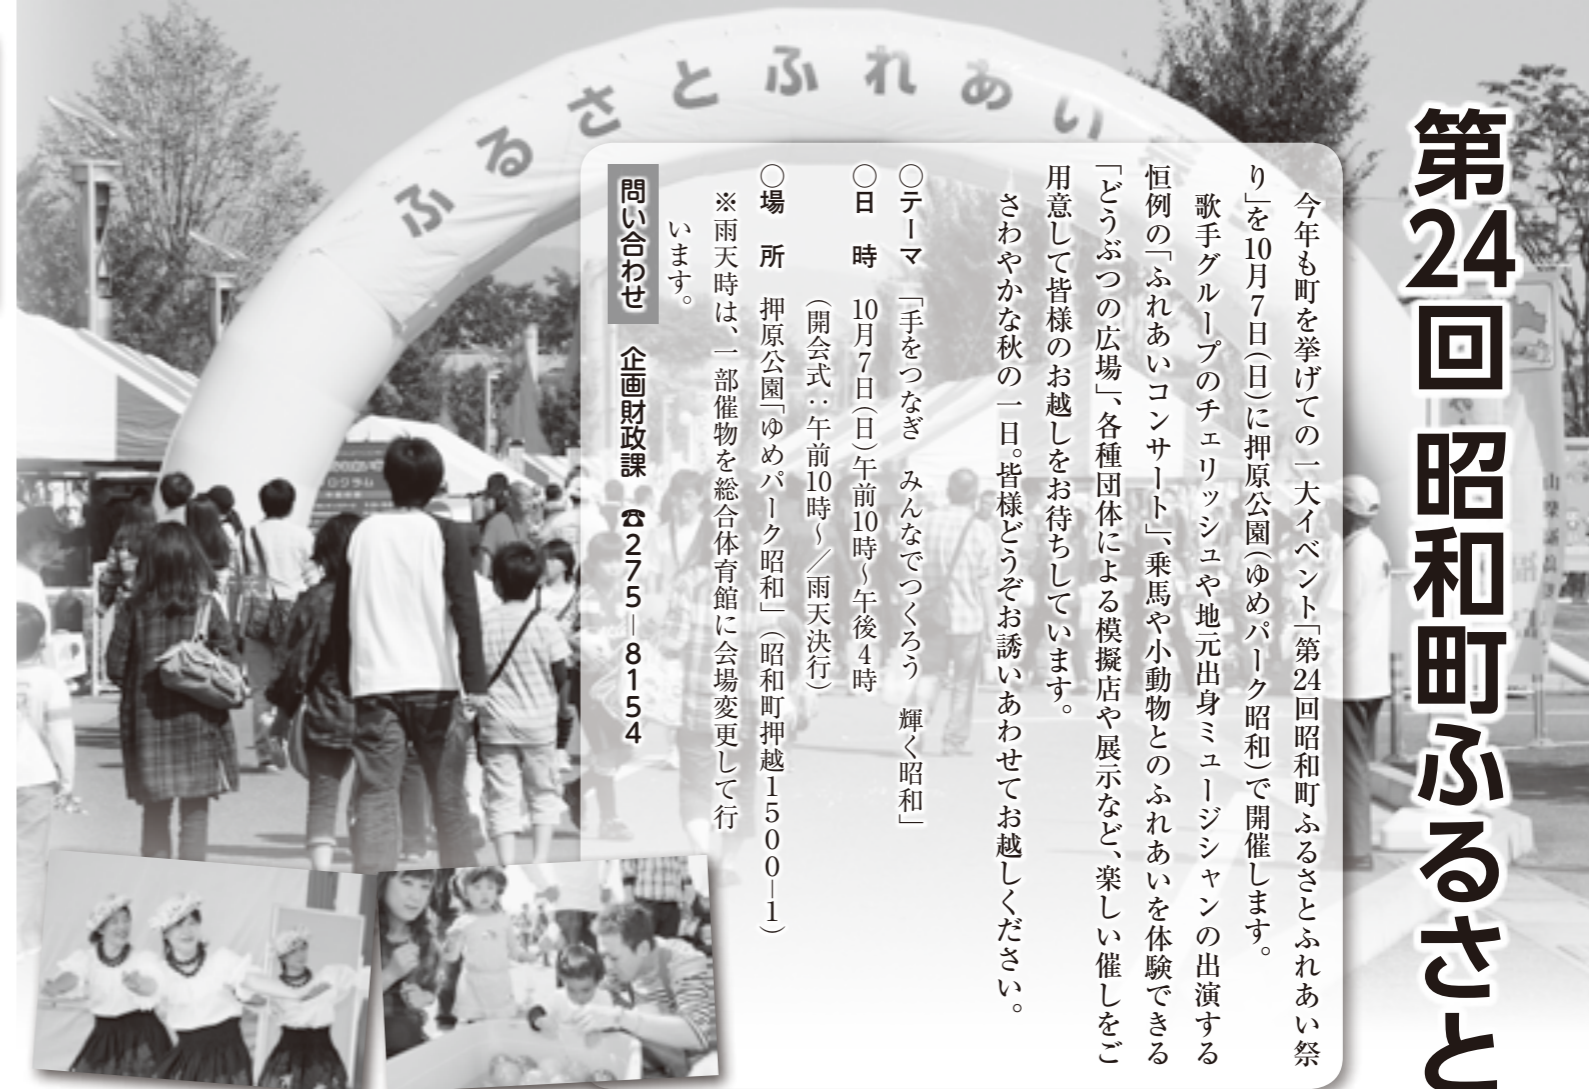 第24回 昭和町ふるさと
今年も町を挙げての一大イベント「第24回昭和町ふるさとふれあい祭
り」を10月7日(日)に押原公園(ゆめパーク昭和)で開催します。
歌手グループのチェリッシュや地元出身ミュージシャンの出演する
恒例の「ふれあいコンサート」、乗馬や小動物とのふれあいを体験できる
「どうぶつの広場」、各種団体による模擬店や展示など、楽しい催しをご
用意して皆様のお越しをお待ちしています。
さわやかな秋の一日。皆様どうぞお誘いあわせてお越しください。
○テーマ 「手をつなぎ みんなでつくろう 輝く昭和」
○日 時 10月7日(日)午前10時~午後4時
(開会式:午前10時~/雨天決行)
○場 所 押原公園「ゆめパーク昭和」(昭和町押越1500-1)
※雨天時は、一部催物を総合体育館に会場変更して行
います。
問い合わせ 企画財政課 ☎275-8154
ふるさとふれあい